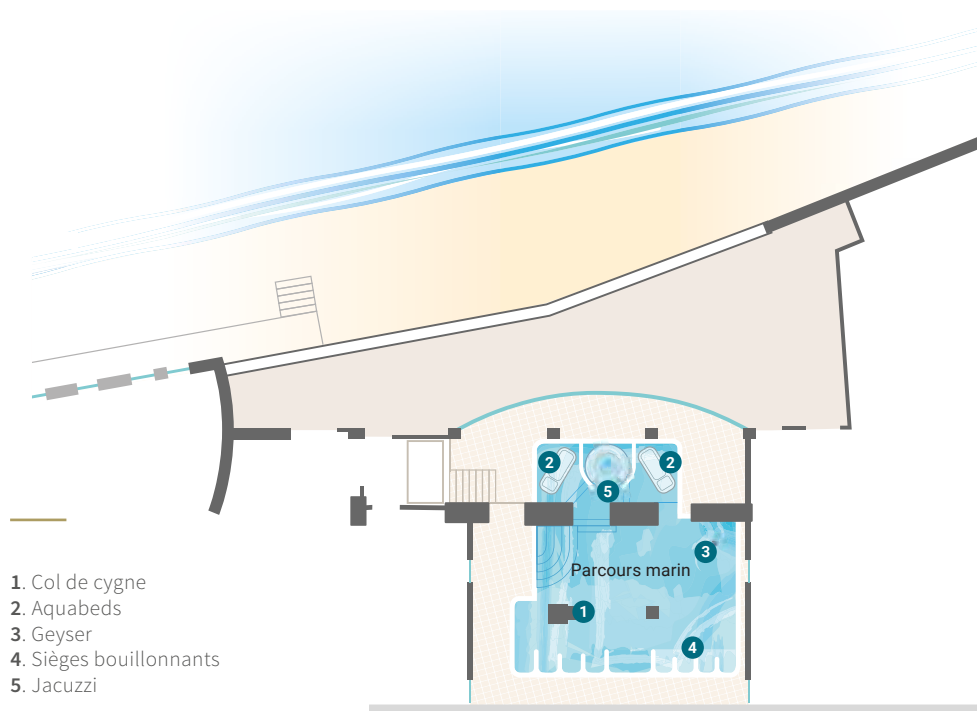 2
2
5
3
Parcours marin
1
4
1. Col de cygne
2. Aquabeds
3. Geyser
4. Sièges bouillonnants
5. Jacuzzi